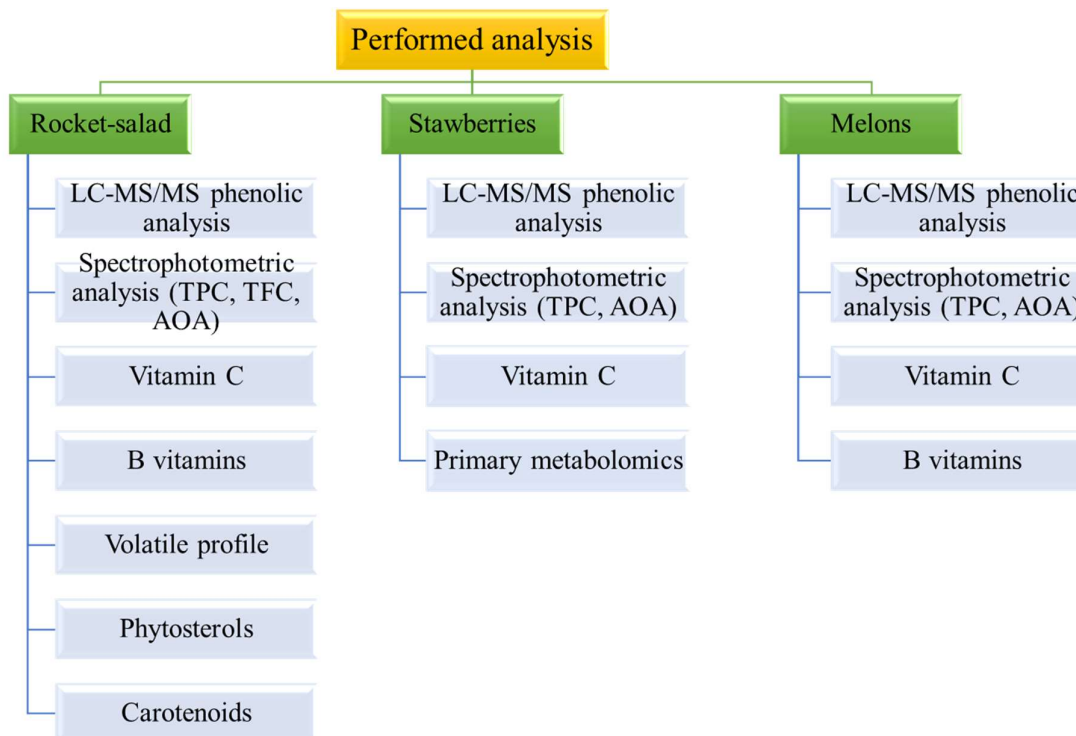 Performed analysis
Rocket-salad
LC-MS/MS phenolic
analysis
Spectrophotometric
analysis (TPC, TFC,
AOA)
Vitamin C
B vitamins
Volatile profile
Phytosterols
Carotenoids
Stawberries
LC-MS/MS phenolic
analysis
Spectrophotometric
analysis (TPC, AOA)
Vitamin C
Primary metabolomics
Melons
LC-MS/MS phenolic
analysis
Spectrophotometric
analysis (TPC, AOA)
Vitamin C
B vitamins